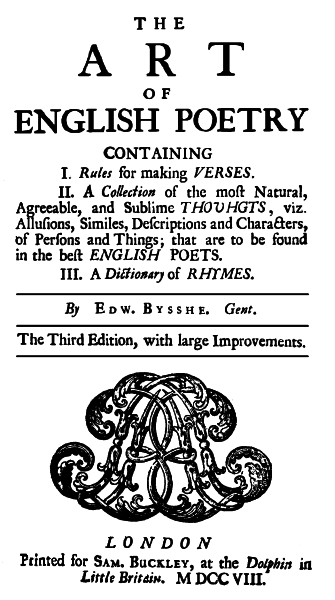 THE
ART
OF
ENGLISH POETRY
CONTAINING
I. Rules for making VERSES.
II. A Collection of the moſt Natural,
Agreeable, and Sublime THOVHGTS, viz.
Alluſions, Similes, Deſcriptions and Characters,
of Perſons and Things; that are to be found
in the beſt ENGLISH POETS.
III. A Dictionary of RHYMES.
By EDW. BYSSHE. Gent.
The Third Edition, with large Improvements.
LONDON
Printed for SAM. BUCKLEY, at the Dolphin in
Little Britain. M DCC VIII.